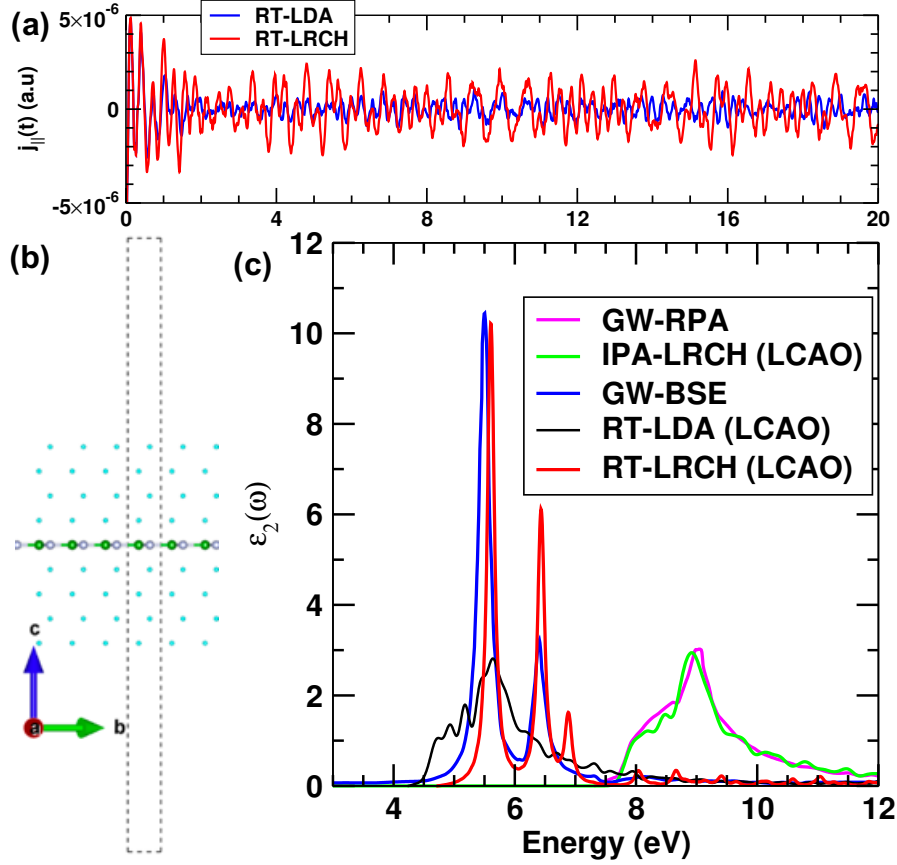 (a)
RT-LDA
RT-LRCH
j||(t) (a.u)
5×10-6
0
-5×10-6
0 4 8 12 16 20
(b)
c
a
b
(c)
ε2(ω)
12
10
8
6
4
2
0
GW-RPA
IPA-LRCH (LCAO)
GW-BSE
RT-LDA (LCAO)
RT-LRCH (LCAO)
4 6 8 10 12
Energy (eV)